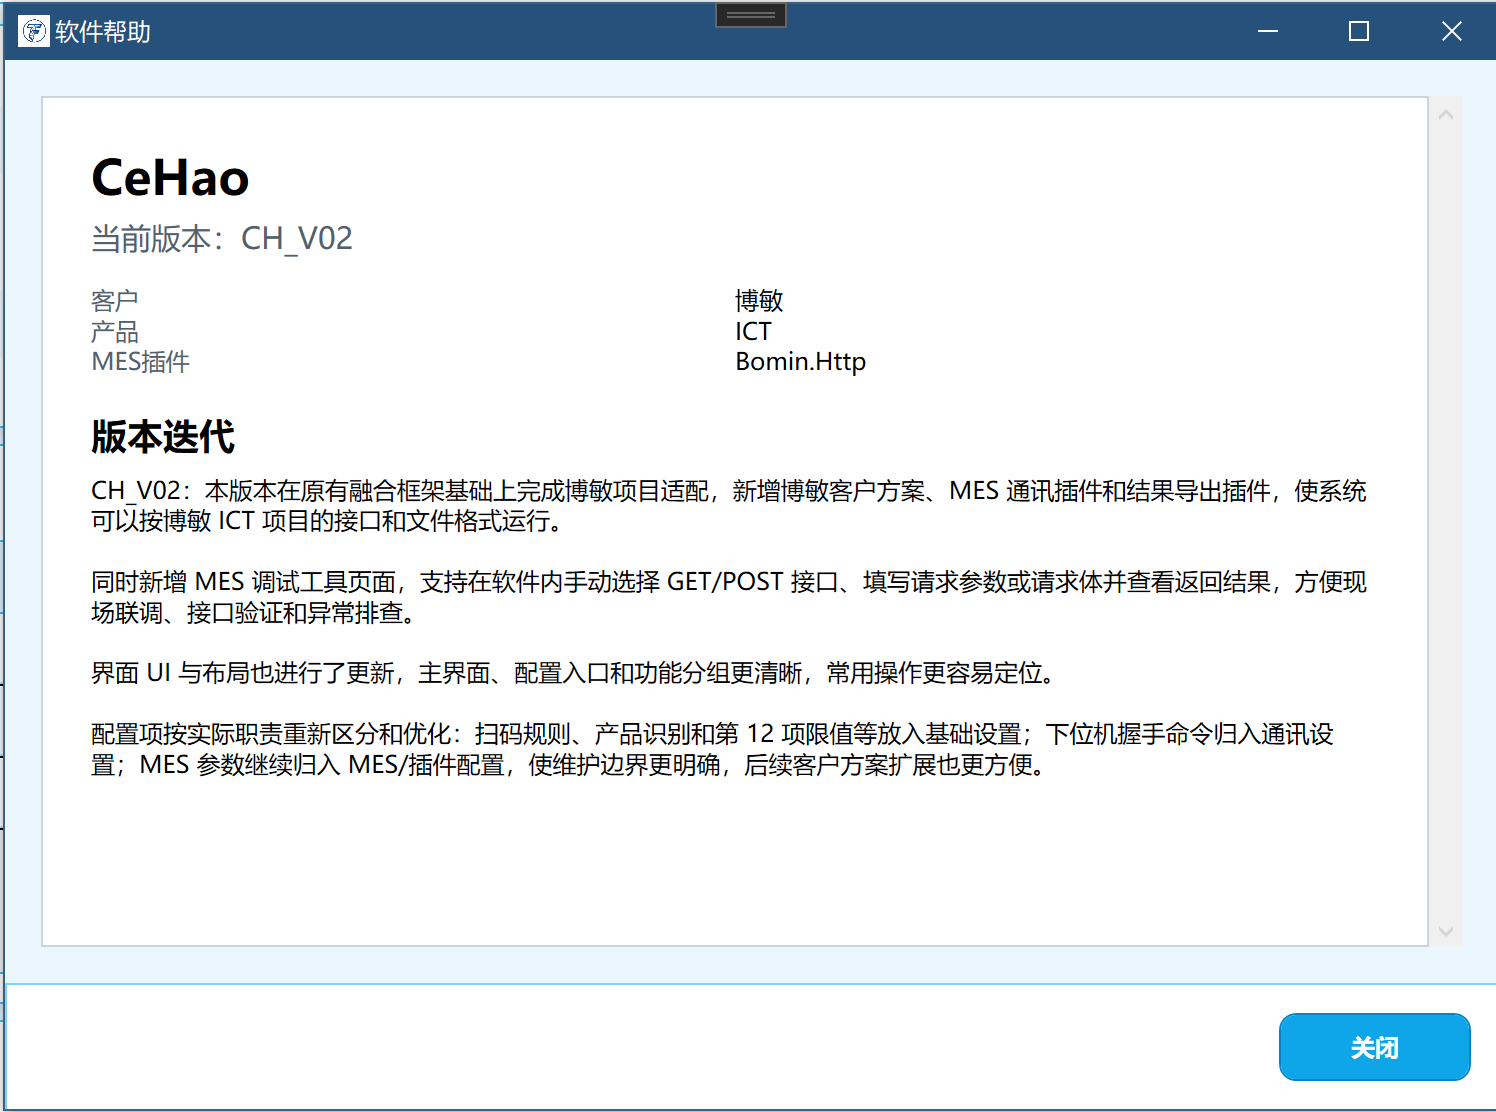 软件帮助
CeHao
当前版本：CH_V02
客户 博敏
产品 ICT
MES插件 Bomin.Http
版本迭代
CH_V02：本版本在原有融合框架基础上完成博敏项目适配，新增博敏客户方案、MES 通讯插件和结果导出插件，使系统
可以按博敏 ICT 项目的接口和文件格式运行。
同时新增 MES 调试工具页面，支持在软件内手动选择 GET/POST 接口、填写请求参数或请求体并查看返回结果，方便现
场联调、接口验证和异常排查。
界面 UI 与布局也进行了更新，主界面、配置入口和功能分组更清晰，常用操作更容易定位。
配置项按实际职责重新区分和优化：扫码规则、产品识别和第 12 项限值等放入基础设置；下位机握手命令归入通讯设
置；MES 参数继续归入 MES/插件配置，使维护边界更明确，后续客户方案扩展也更方便。
关闭